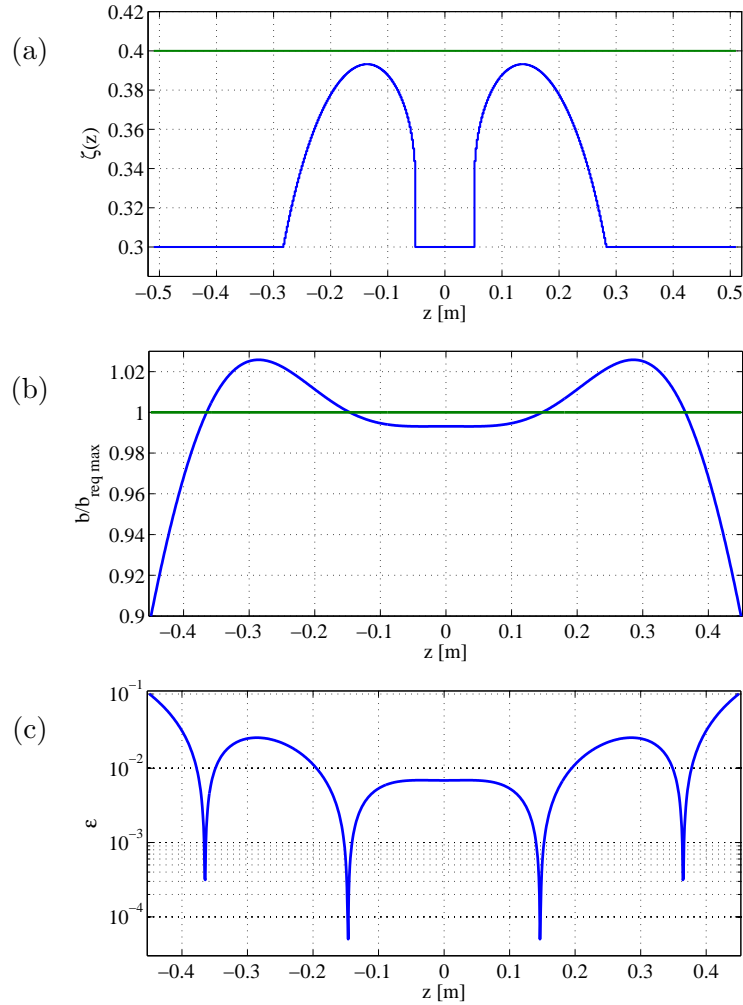 (a)
0.42
0.4
0.38
0.36
0.34
0.32
0.3
ζ(z)
−0.5 −0.4 −0.3 −0.2 −0.1 0 0.1 0.2 0.3 0.4 0.5
z [m]
(b)
1.02
1
0.98
0.96
0.94
0.92
0.9
b/b_req max
−0.4 −0.3 −0.2 −0.1 0 0.1 0.2 0.3 0.4
z [m]
(c)
10⁻¹
10⁻²
10⁻³
10⁻⁴
ε
−0.4 −0.3 −0.2 −0.1 0 0.1 0.2 0.3 0.4
z [m]